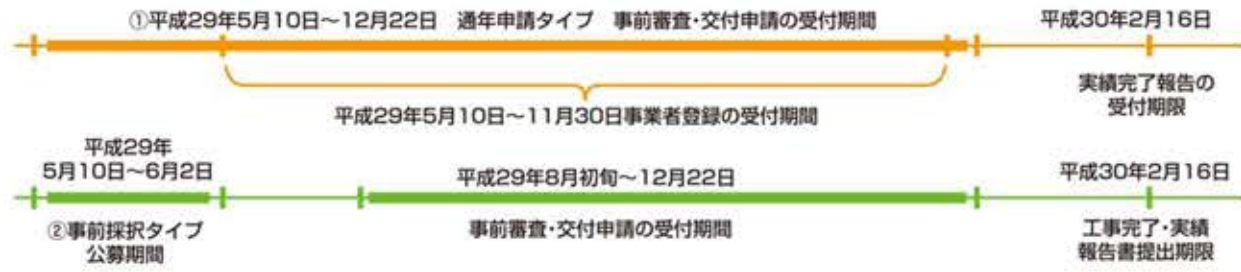 ①平成29年5月10日～12月22日　通年申請タイプ　事前審査・交付申請の受付期間
平成30年2月16日
実績完了報告の
受付期限
平成29年5月10日～11月30日事業者登録の受付期間
平成29年
5月10日～6月2日
平成29年8月初旬～12月22日
平成30年2月16日
②事前採択タイプ
公募期間
事前審査・交付申請の受付期間
工事完了・実績
報告書提出期限